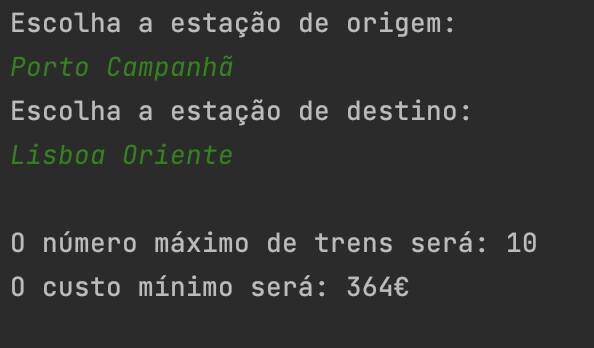 Escolha a estação de origem:
Porto Campanhã
Escolha a estação de destino:
Lisboa Oriente
O número máximo de trens será: 10
O custo mínimo será: 364€